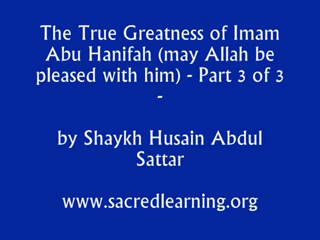 The True Greatness of Imam
Abu Hanifah (may Allah be
pleased with him) - Part 3 of 3
-
by Shaykh Husain Abdul
Sattar
www.sacredlearning.org